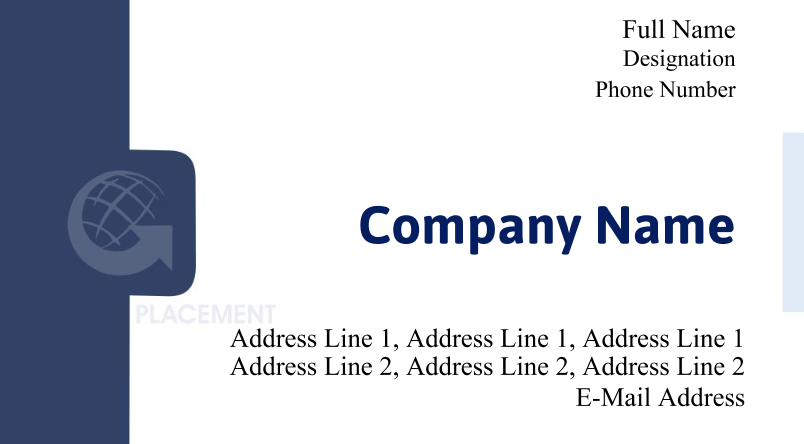 Full Name
Designation
Phone Number
Company Name
PLACEMENT
Address Line 1, Address Line 1, Address Line 1
Address Line 2, Address Line 2, Address Line 2
E-Mail Address